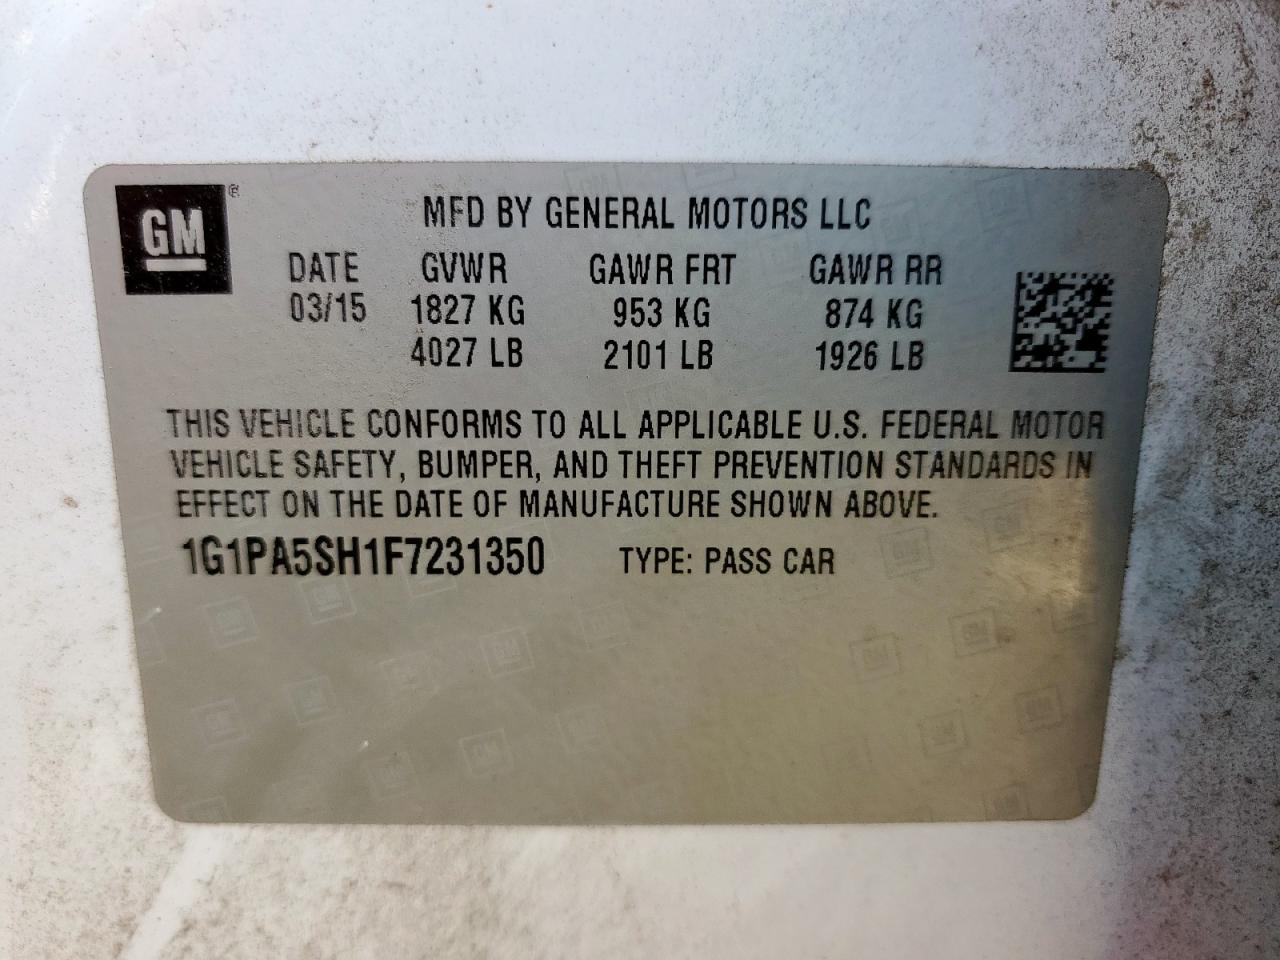 GM ®
MFD BY GENERAL MOTORS LLC
DATE GVWR GAWR FRT GAWR RR
03/15 1827 KG 953 KG 874 KG
4027 LB 2101 LB 1926 LB
THIS VEHICLE CONFORMS TO ALL APPLICABLE U.S. FEDERAL MOTOR
VEHICLE SAFETY, BUMPER, AND THEFT PREVENTION STANDARDS IN
EFFECT ON THE DATE OF MANUFACTURE SHOWN ABOVE.
1G1PA5SH1F7231350 TYPE: PASS CAR